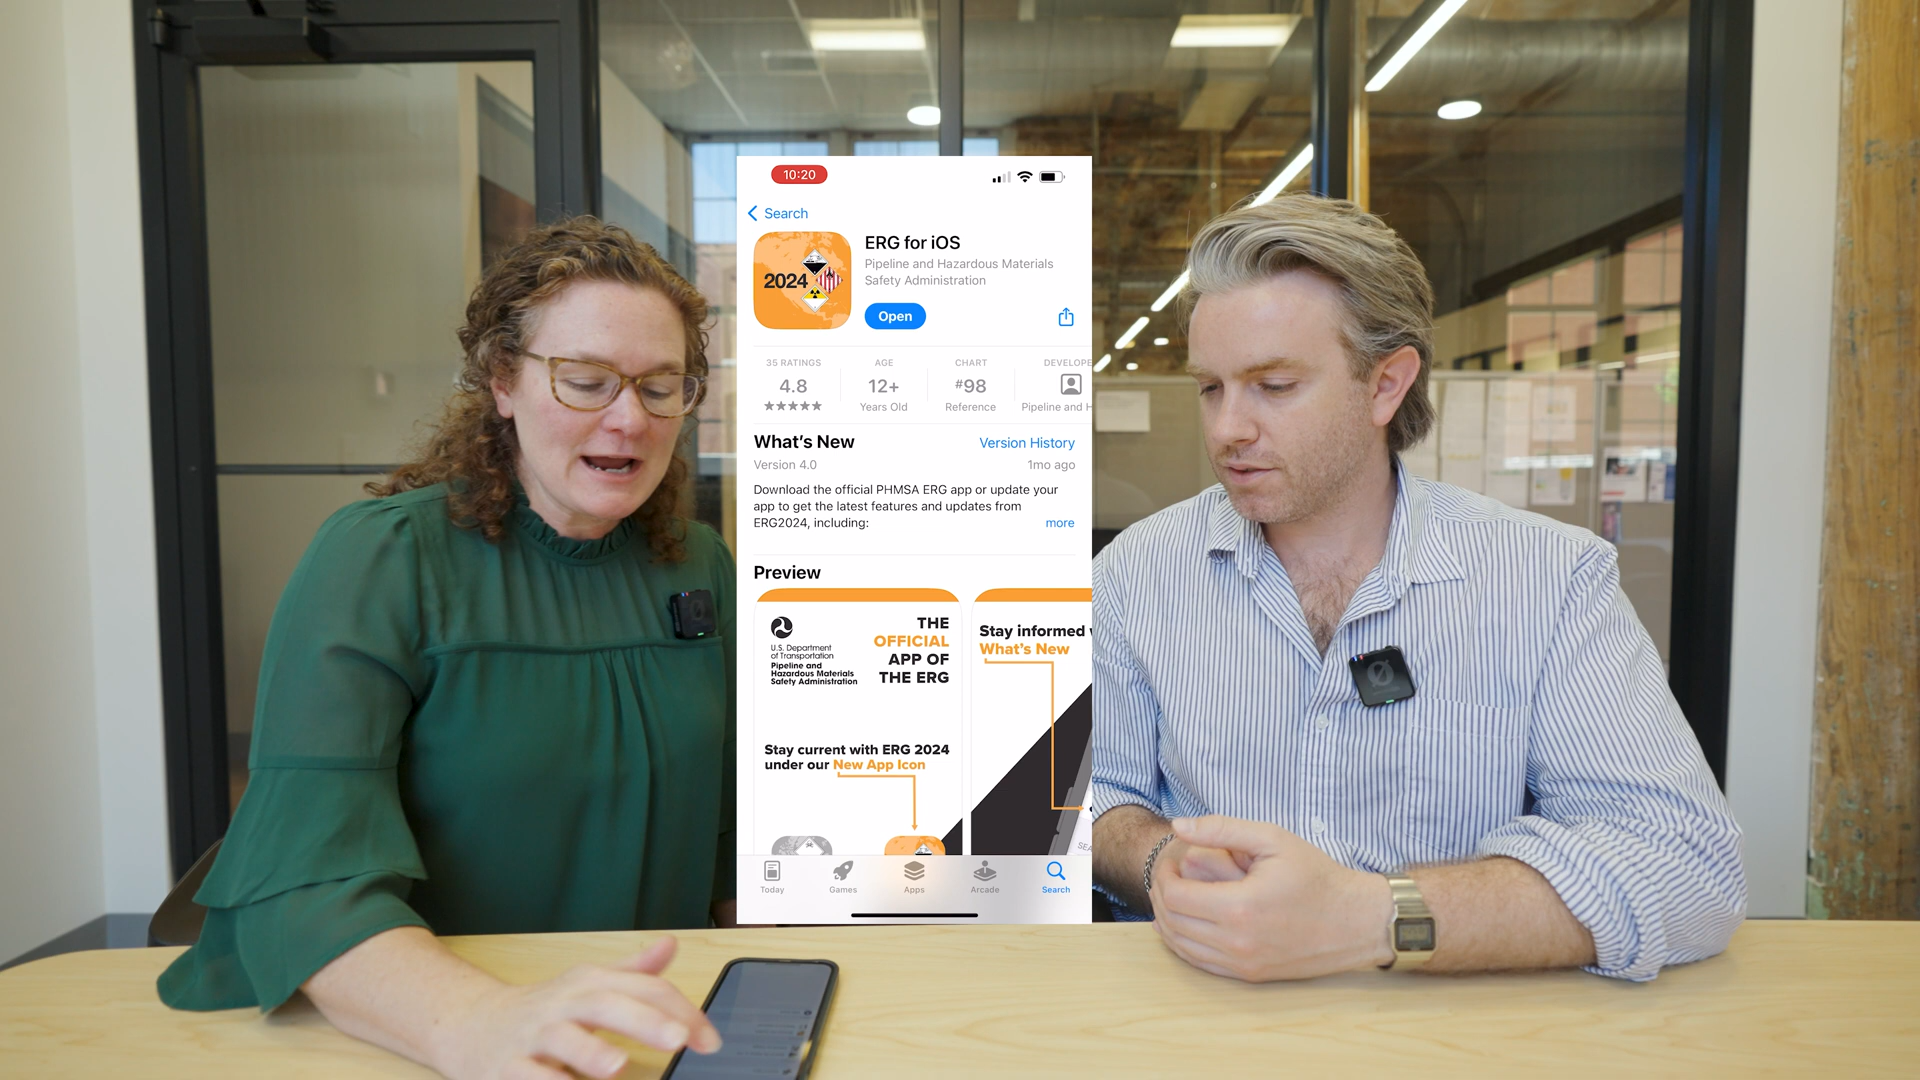 10:20
Search
2024
ERG for iOS
Pipeline and Hazardous Materials
Safety Administration
Open
35 RATINGS
4.8
★★★★★
AGE
12+
Years Old
CHART
#98
Reference
DEVELOPE
Pipeline and H
What's New
Version History
Version 4.0
1mo ago
Download the official PHMSA ERG app or update your
app to get the latest features and updates from
ERG2024, including:
more
Preview
U.S. Department
of Transportation
Pipeline and
Hazardous Materials
Safety Administration
THE
OFFICIAL
APP OF
THE ERG
Stay current with ERG 2024
under our New App Icon
Stay informed
What's New
SEA
Today
Games
Apps
Arcade
Search